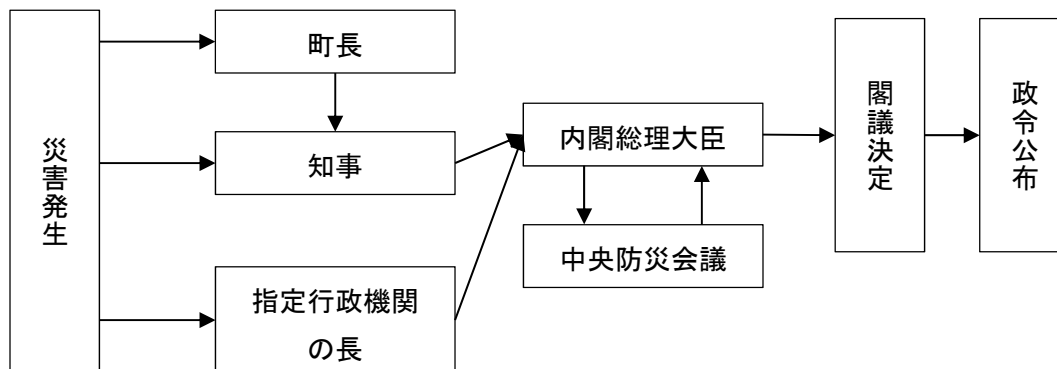 災害発生
町長
知事
指定行政機関
の長
内閣総理大臣
中央防災会議
閣議決定
政令公布